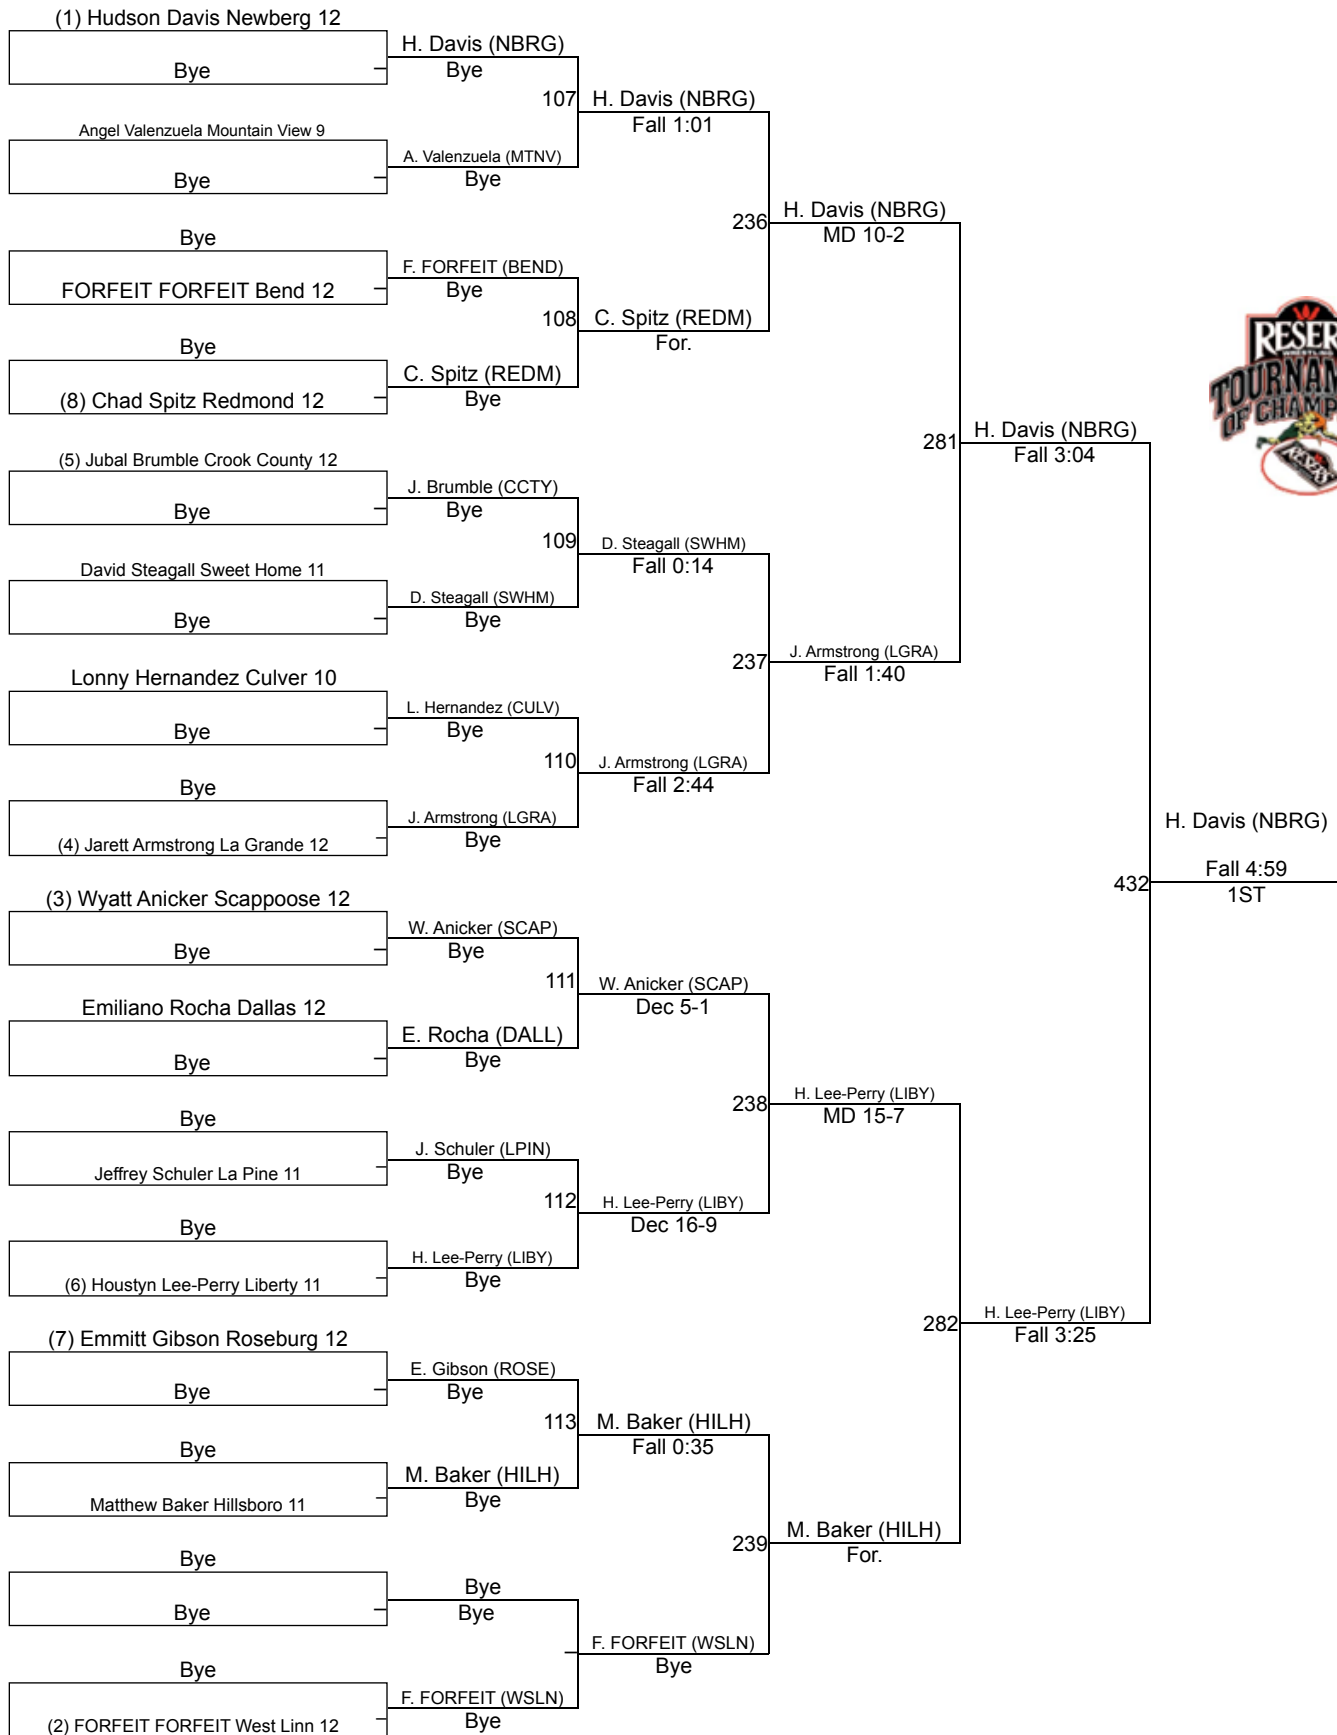 (1) Hudson Davis Newberg 12
Bye
H. Davis (NBRG)
Bye
107
Angel Valenzuela Mountain View 9
Bye
A. Valenzuela (MTNV)
Bye
H. Davis (NBRG)
Fall 1:01
Bye
FORFEIT FORFEIT Bend 12
F. FORFEIT (BEND)
Bye
108
Bye
(8) Chad Spitz Redmond 12
C. Spitz (REDM)
Bye
C. Spitz (REDM)
For.
236
H. Davis (NBRG)
MD 10-2
(5) Jubal Brumble Crook County 12
Bye
J. Brumble (CCTY)
Bye
109
David Steagall Sweet Home 11
Bye
D. Steagall (SWHM)
Bye
D. Steagall (SWHM)
Fall 0:14
Lonny Hernandez Culver 10
Bye
L. Hernandez (CULV)
Bye
110
Bye
(4) Jarett Armstrong La Grande 12
J. Armstrong (LGRA)
Bye
J. Armstrong (LGRA)
Fall 2:44
237
J. Armstrong (LGRA)
Fall 1:40
281
H. Davis (NBRG)
Fall 3:04
(3) Wyatt Anicker Scappoose 12
Bye
W. Anicker (SCAP)
Bye
111
Emiliano Rocha Dallas 12
Bye
E. Rocha (DALL)
Bye
W. Anicker (SCAP)
Dec 5-1
Bye
Jeffrey Schuler La Pine 11
J. Schuler (LPIN)
Bye
112
Bye
(6) Houstyn Lee-Perry Liberty 11
H. Lee-Perry (LIBY)
Bye
H. Lee-Perry (LIBY)
Dec 16-9
238
H. Lee-Perry (LIBY)
MD 15-7
(7) Emmitt Gibson Roseburg 12
Bye
E. Gibson (ROSE)
Bye
113
Bye
Matthew Baker Hillsboro 11
M. Baker (HILH)
Bye
M. Baker (HILH)
Fall 0:35
Bye
Bye
Bye
Bye
Bye
(2) FORFEIT FORFEIT West Linn 12
F. FORFEIT (WSLN)
Bye
F. FORFEIT (WSLN)
Bye
239
M. Baker (HILH)
For.
282
H. Lee-Perry (LIBY)
Fall 3:25
432
H. Davis (NBRG)
Fall 4:59
1ST
RESER
WRESTLING
TOURNAM
OF CHAMP
RESER'S